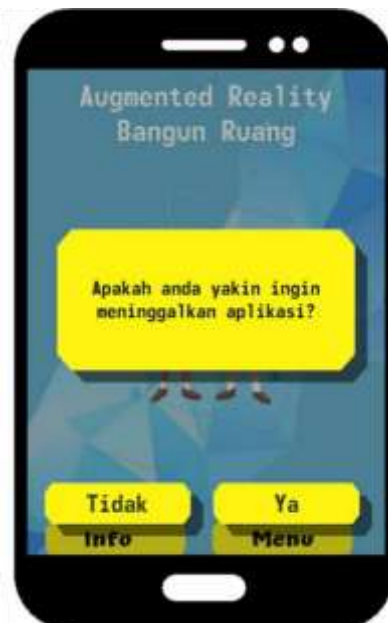 Augmented Reality
Bangun Ruang
Apakah anda yakin ingin
meninggalkan aplikasi?
Tidak
Ya
Info
Menu